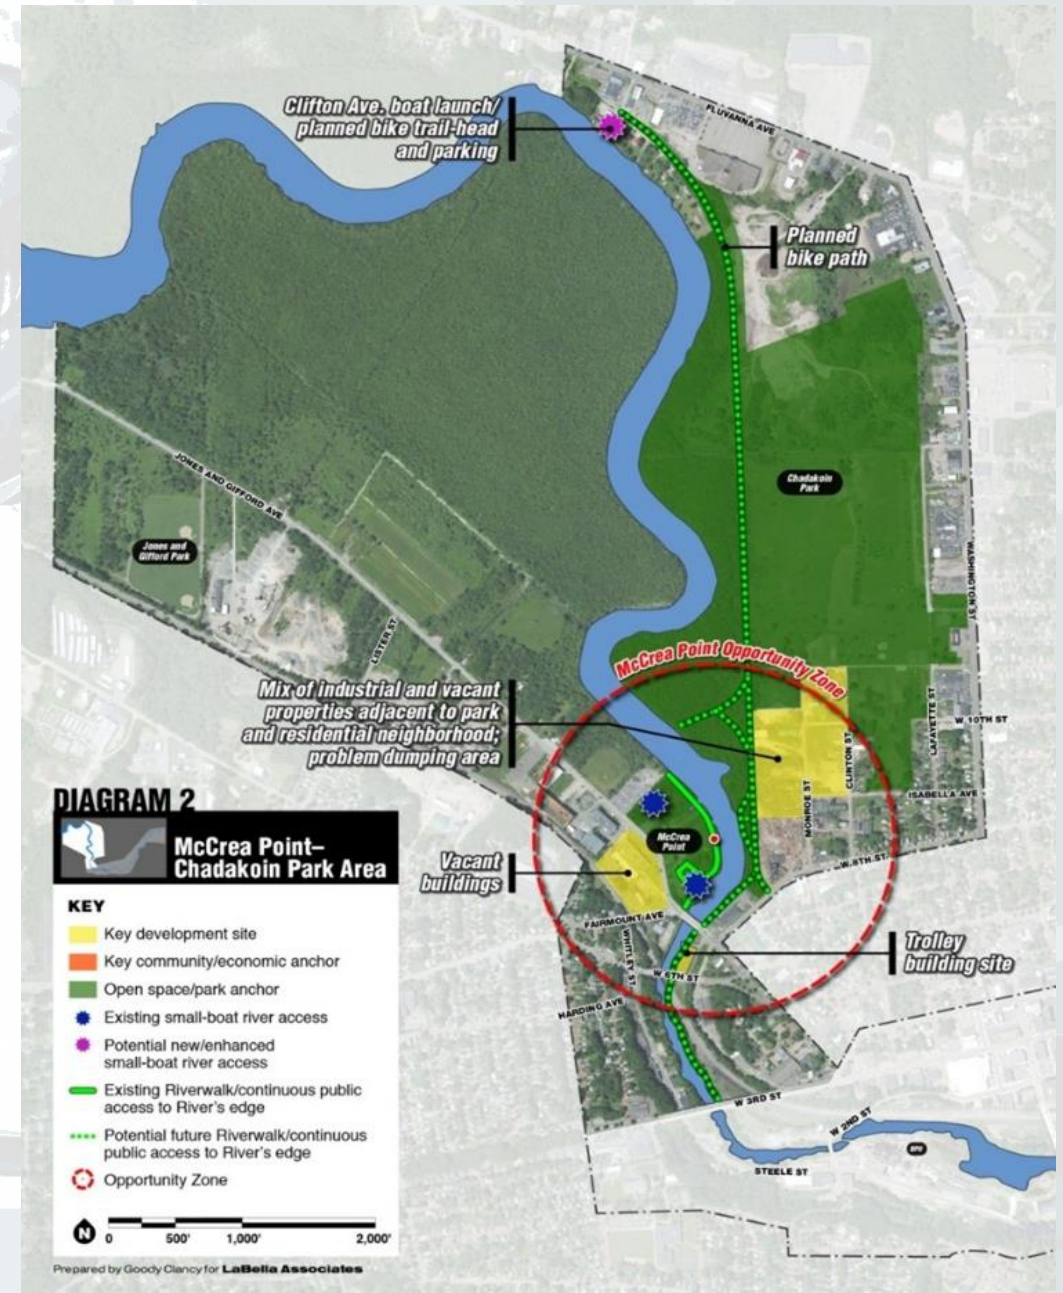 Clifton Ave. boat launch/
planned bike trail-head
and parking
FLUVANNA AVE
Planned
bike path
Chadakoin
Park
JONES AND GIFFORD AVE
Jones and
Gifford Park
WASHINGTON ST
LISTER ST
McCrea Point Opportunity Zone
Mix of industrial and vacant
properties adjacent to park
and residential neighborhood;
problem dumping area
LAFAYETTE ST
W 10TH ST
CLINTON ST
MONROE ST
ISABELLA AVE
McCrea
Point
W 8TH ST
Vacant
buildings
FAIRMOUNT AVE
WHITLEY ST
W 6TH ST
Trolley
building site
HARDING AVE
W 3RD ST
W 2ND ST
BPU
STEELE ST
DIAGRAM 2
McCrea Point–
Chadakoin Park Area
KEY
Key development site
Key community/economic anchor
Open space/park anchor
Existing small-boat river access
Potential new/enhanced
small-boat river access
Existing Riverwalk/continuous public
access to River's edge
Potential future Riverwalk/continuous
public access to River's edge
Opportunity Zone
N
0 500' 1,000' 2,000'
Prepared by Goody Clancy for LaBella Associates